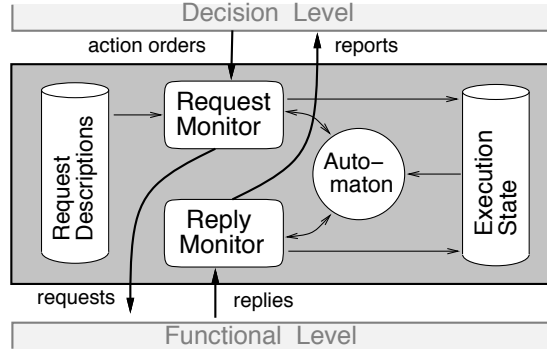 Decision Level
action orders
reports
Request
Descriptions
Request
Monitor
Auto–
maton
Reply
Monitor
Execution
State
requests
replies
Functional Level